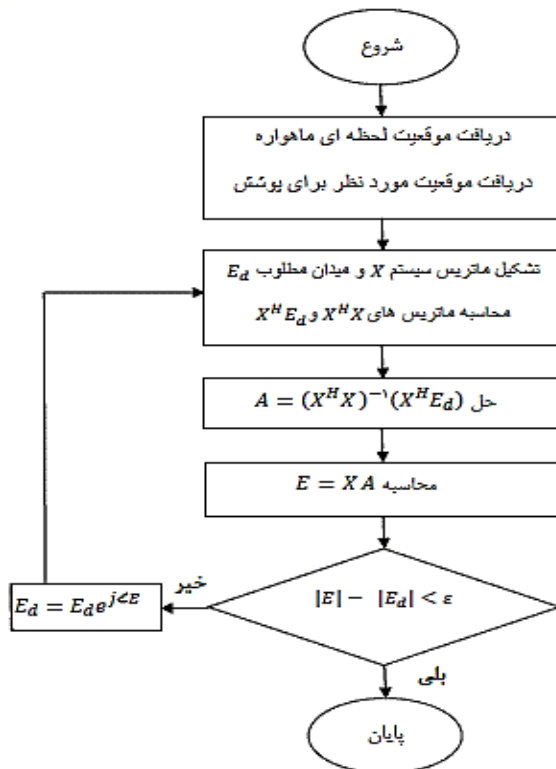 شروع
دریافت موقعیت لحظه ای ماهواره
دریافت موقعیت مورد نظر برای پوشش
تشکیل ماتریس سیستم X و میدان مطلوب E_d
محاسبه ماتریس های X^H X و X^H E_d
حل A = (X^H X)^{-۱}(X^H E_d)
محاسبه E = X A
|E| − |E_d| < ε
خیر
E_d = E_d e^{j∠E}
بلی
پایان